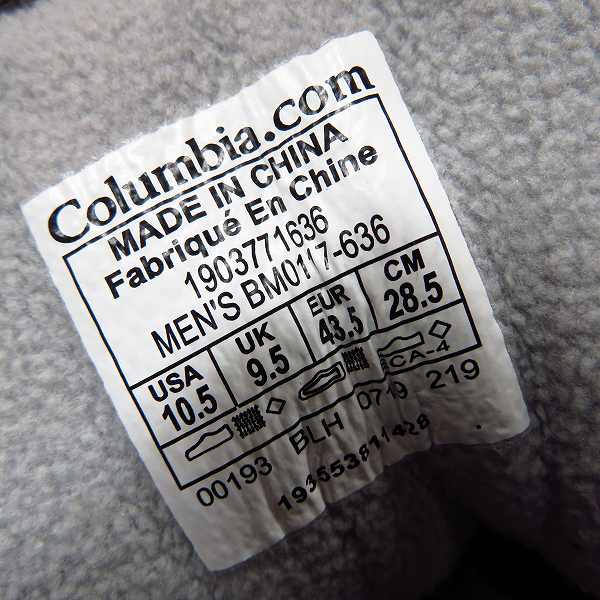 Columbia.com
MADE IN CHINA
Fabriqué En Chine
1903771636
MEN'S BM0117-636
USA UK EUR CM
10.5 9.5 43.5 28.5
CA-4
00193 BLH 0719 219